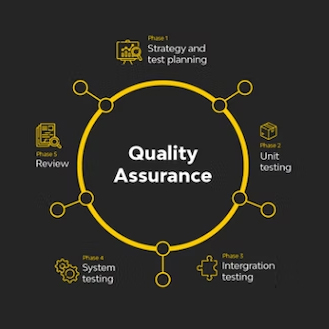 Phase 1
Strategy and
test planning
Quality
Assurance
Phase 2
Unit
testing
Phase 3
Intergration
testing
Phase 4
System
testing
Phase 5
Review